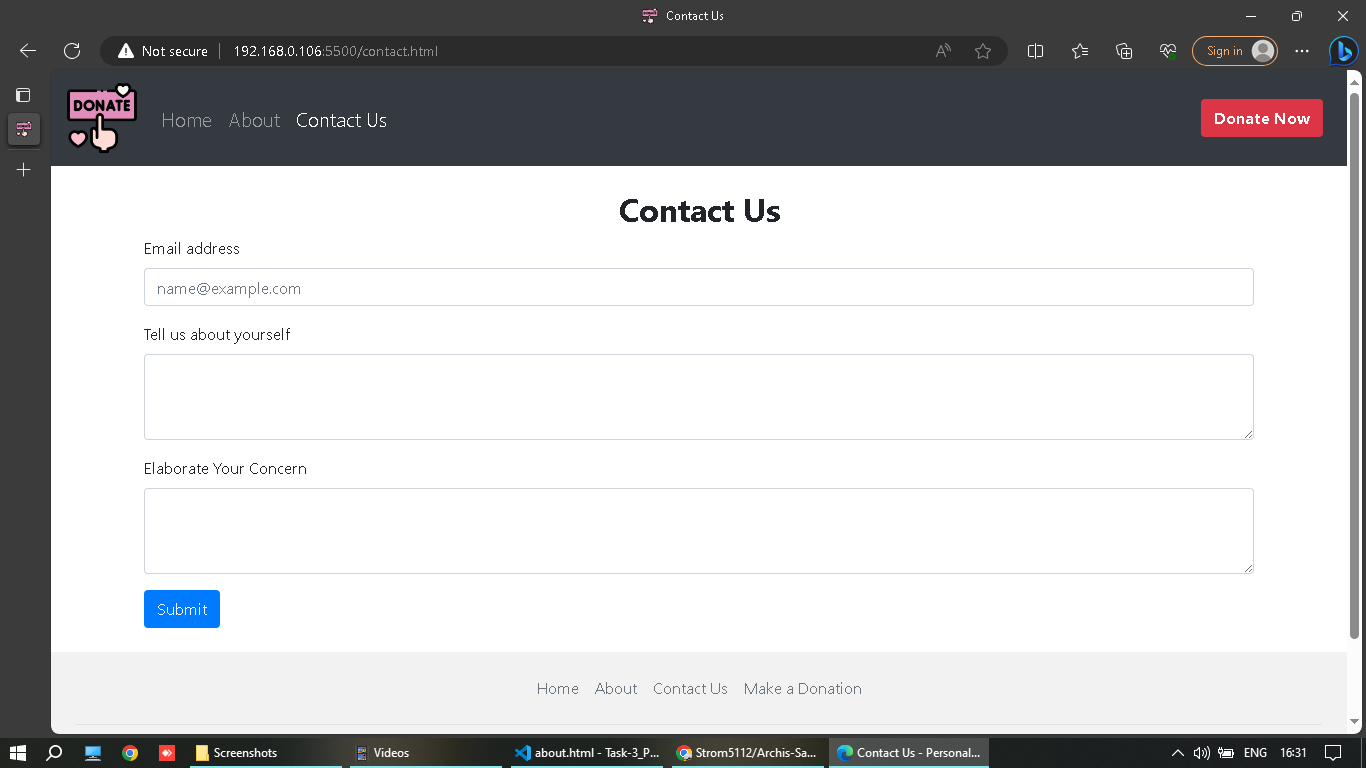 Contact Us
Not secure
192.168.0.106:5500/contact.html
Sign in
DONATE
Home
About
Contact Us
Donate Now
Contact Us
Email address
name@example.com
Tell us about yourself
Elaborate Your Concern
Submit
Home
About
Contact Us
Make a Donation
Screenshots
Videos
about.html - Task-3_P...
Strom5112/Archis-Sa...
Contact Us - Personal...
ENG
16:31